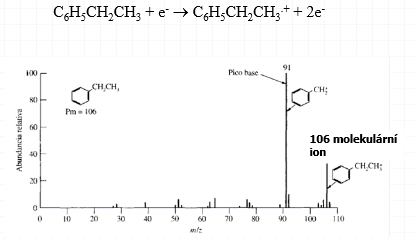 C₆H₅CH₂CH₃ + e⁻ → C₆H₅CH₂CH₃·⁺ + 2e⁻
Pico base
91
CH₂CH₃
Pm = 106
CH₂⁺
106 molekulární
ion
CH₂CH₃⁺
Abundancia relativa
100
80
60
40
20
0
0 10 20 30 40 50 60 70 80 90 100 110
m/z